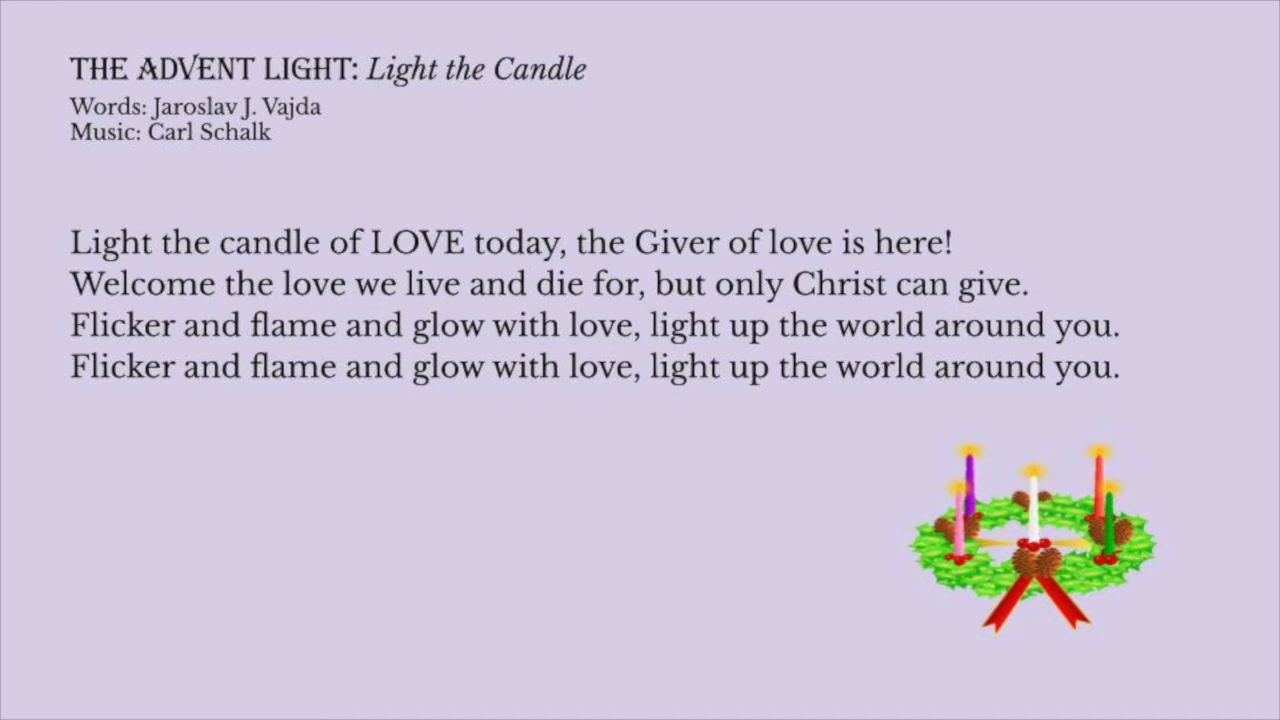 THE ADVENT LIGHT: Light the Candle
Words: Jaroslav J. Vajda
Music: Carl Schalk
Light the candle of LOVE today, the Giver of love is here!
Welcome the love we live and die for, but only Christ can give.
Flicker and flame and glow with love, light up the world around you.
Flicker and flame and glow with love, light up the world around you.